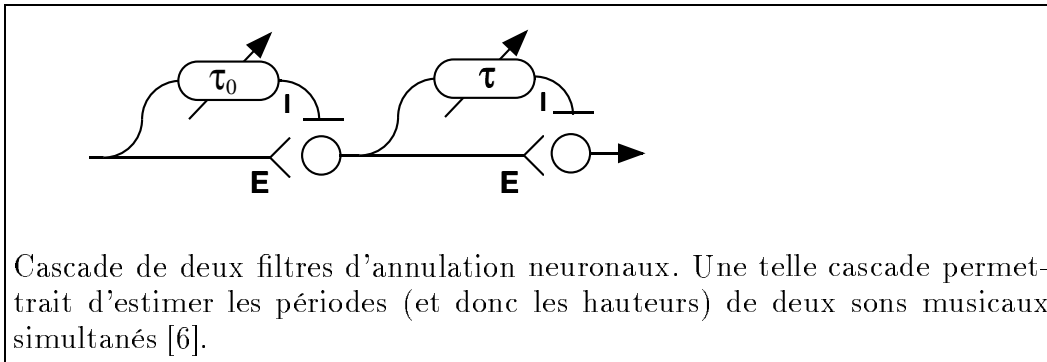 τ0 τ
I I
E E
Cascade de deux filtres d'annulation neuronaux. Une telle cascade permet-
trait d'estimer les périodes (et donc les hauteurs) de deux sons musicaux
simultanés [6].